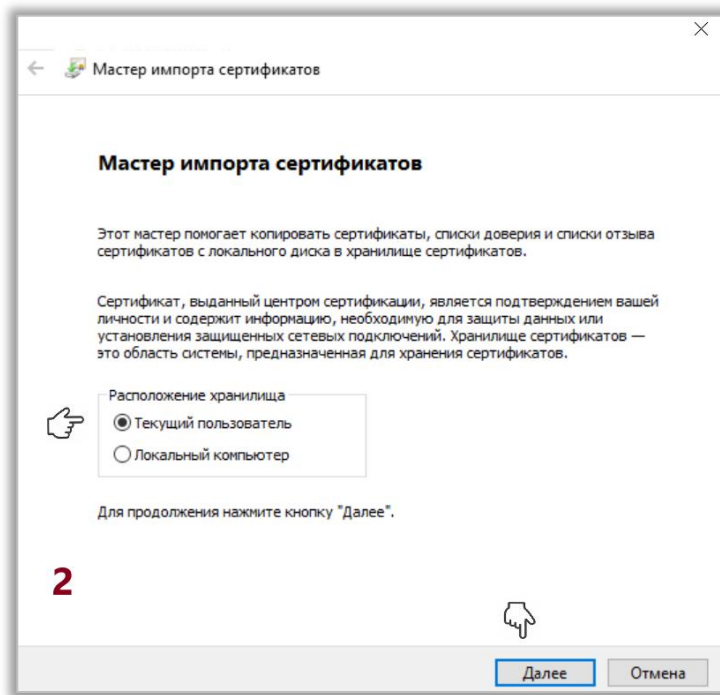 Мастер импорта сертификатов
Мастер импорта сертификатов
Этот мастер помогает копировать сертификаты, списки доверия и списки отзыва
сертификатов с локального диска в хранилище сертификатов.
Сертификат, выданный центром сертификации, является подтверждением вашей
личности и содержит информацию, необходимую для защиты данных или
установления защищенных сетевых подключений. Хранилище сертификатов —
это область системы, предназначенная для хранения сертификатов.
Расположение хранилища
Текущий пользователь
Локальный компьютер
Для продолжения нажмите кнопку "Далее".
2
Далее
Отмена